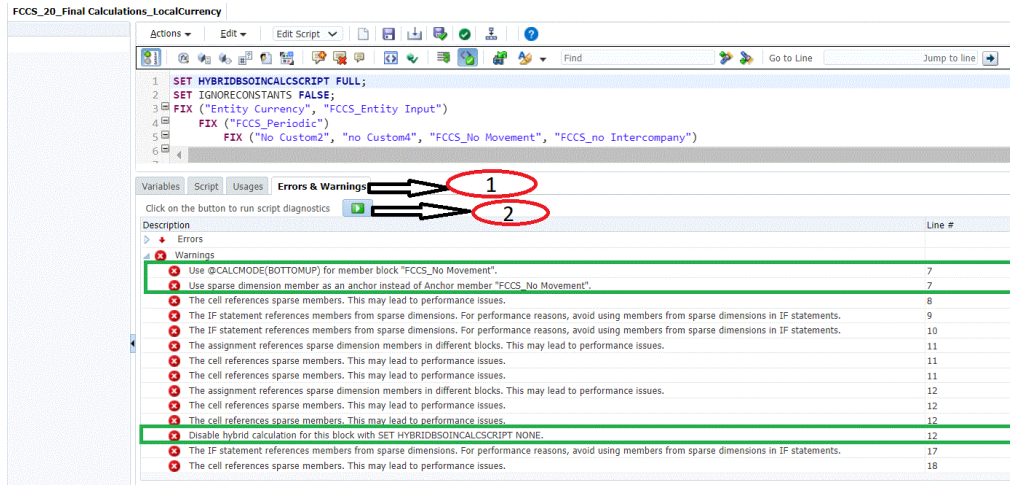 FCCS_20_Final Calculations_LocalCurrency
Actions Edit Edit Script
Find Go to Line Jump to line
1 SET HYBRIDBSOINCALCSCRIPT FULL;
2 SET IGNORECONSTANTS FALSE;
3 FIX ("Entity Currency", "FCCS_Entity Input")
4 FIX ("FCCS_Periodic")
5 FIX ("No Custom2", "no Custom4", "FCCS_No Movement", "FCCS_no Intercompany")
6
Variables Script Usages Errors & Warnings 1
Click on the button to run script diagnostics 2
Description Line #
Errors
Warnings
Use @CALCMODE(BOTTOMUP) for member block "FCCS_No Movement". 7
Use sparse dimension member as an anchor instead of Anchor member "FCCS_No Movement". 7
The cell references sparse members. This may lead to performance issues. 8
The IF statement references members from sparse dimensions. For performance reasons, avoid using members from sparse dimensions in IF statements. 9
The IF statement references members from sparse dimensions. For performance reasons, avoid using members from sparse dimensions in IF statements. 10
The assignment references sparse dimension members in different blocks. This may lead to performance issues. 11
The cell references sparse members. This may lead to performance issues. 11
The cell references sparse members. This may lead to performance issues. 11
The assignment references sparse dimension members in different blocks. This may lead to performance issues. 12
The cell references sparse members. This may lead to performance issues. 12
The cell references sparse members. This may lead to performance issues. 12
Disable hybrid calculation for this block with SET HYBRIDBSOINCALCSCRIPT NONE. 12
The IF statement references members from sparse dimensions. For performance reasons, avoid using members from sparse dimensions in IF statements. 17
The cell references sparse members. This may lead to performance issues. 18